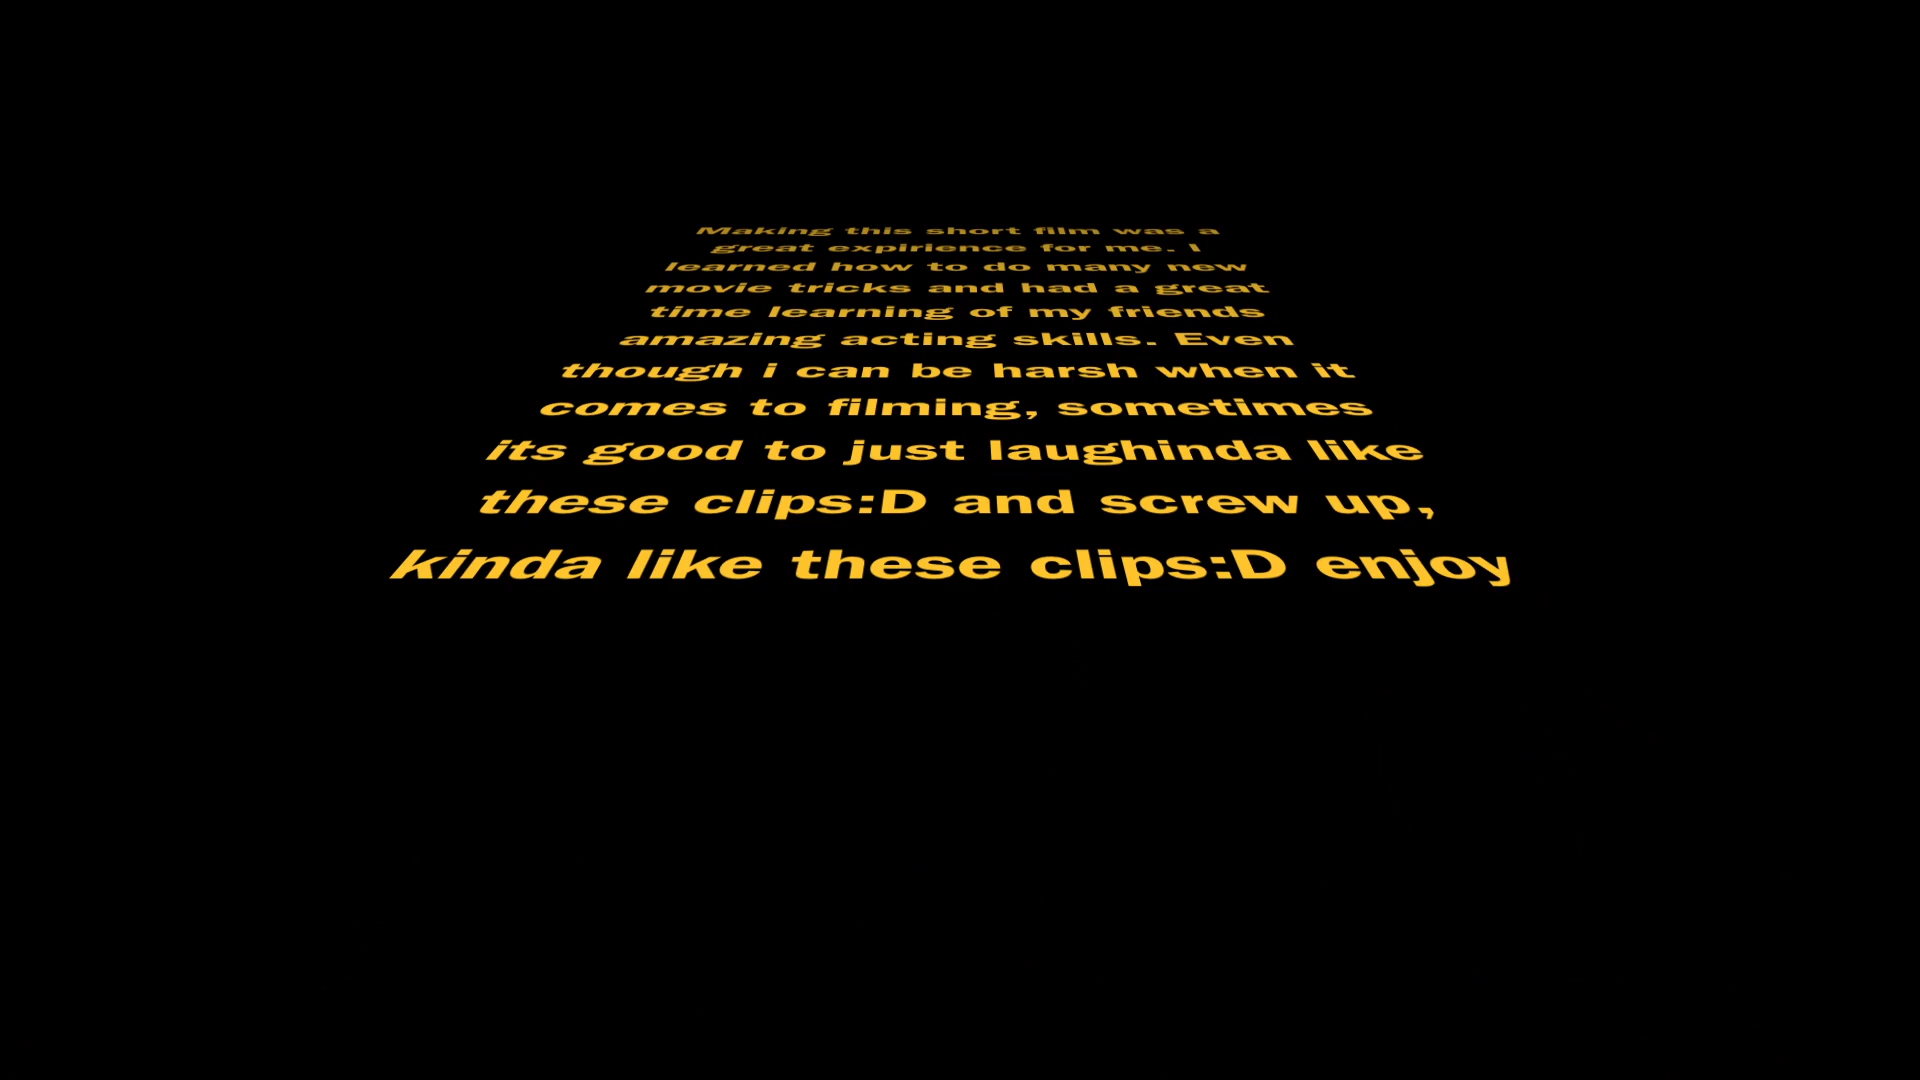 Making this short film was a
great expirience for me. I
learned how to do many new
movie tricks and had a great
time learning of my friends
amazing acting skills. Even
though i can be harsh when it
comes to filming, sometimes
its good to just laughinda like
these clips:D and screw up,
kinda like these clips:D enjoy